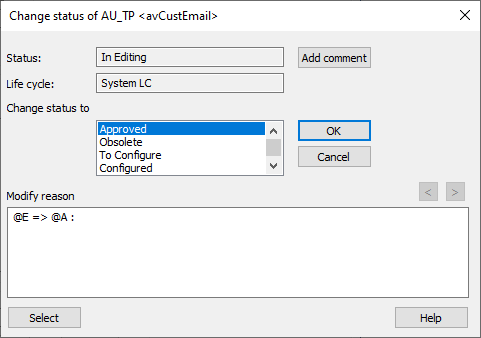 Change status of AU_TP <avCustEmail>
Status:
In Editing
Add comment
Life cycle:
System LC
Change status to
Approved
Obsolete
To Configure
Configured
OK
Cancel
<
>
Modify reason
@E => @A :
Select
Help